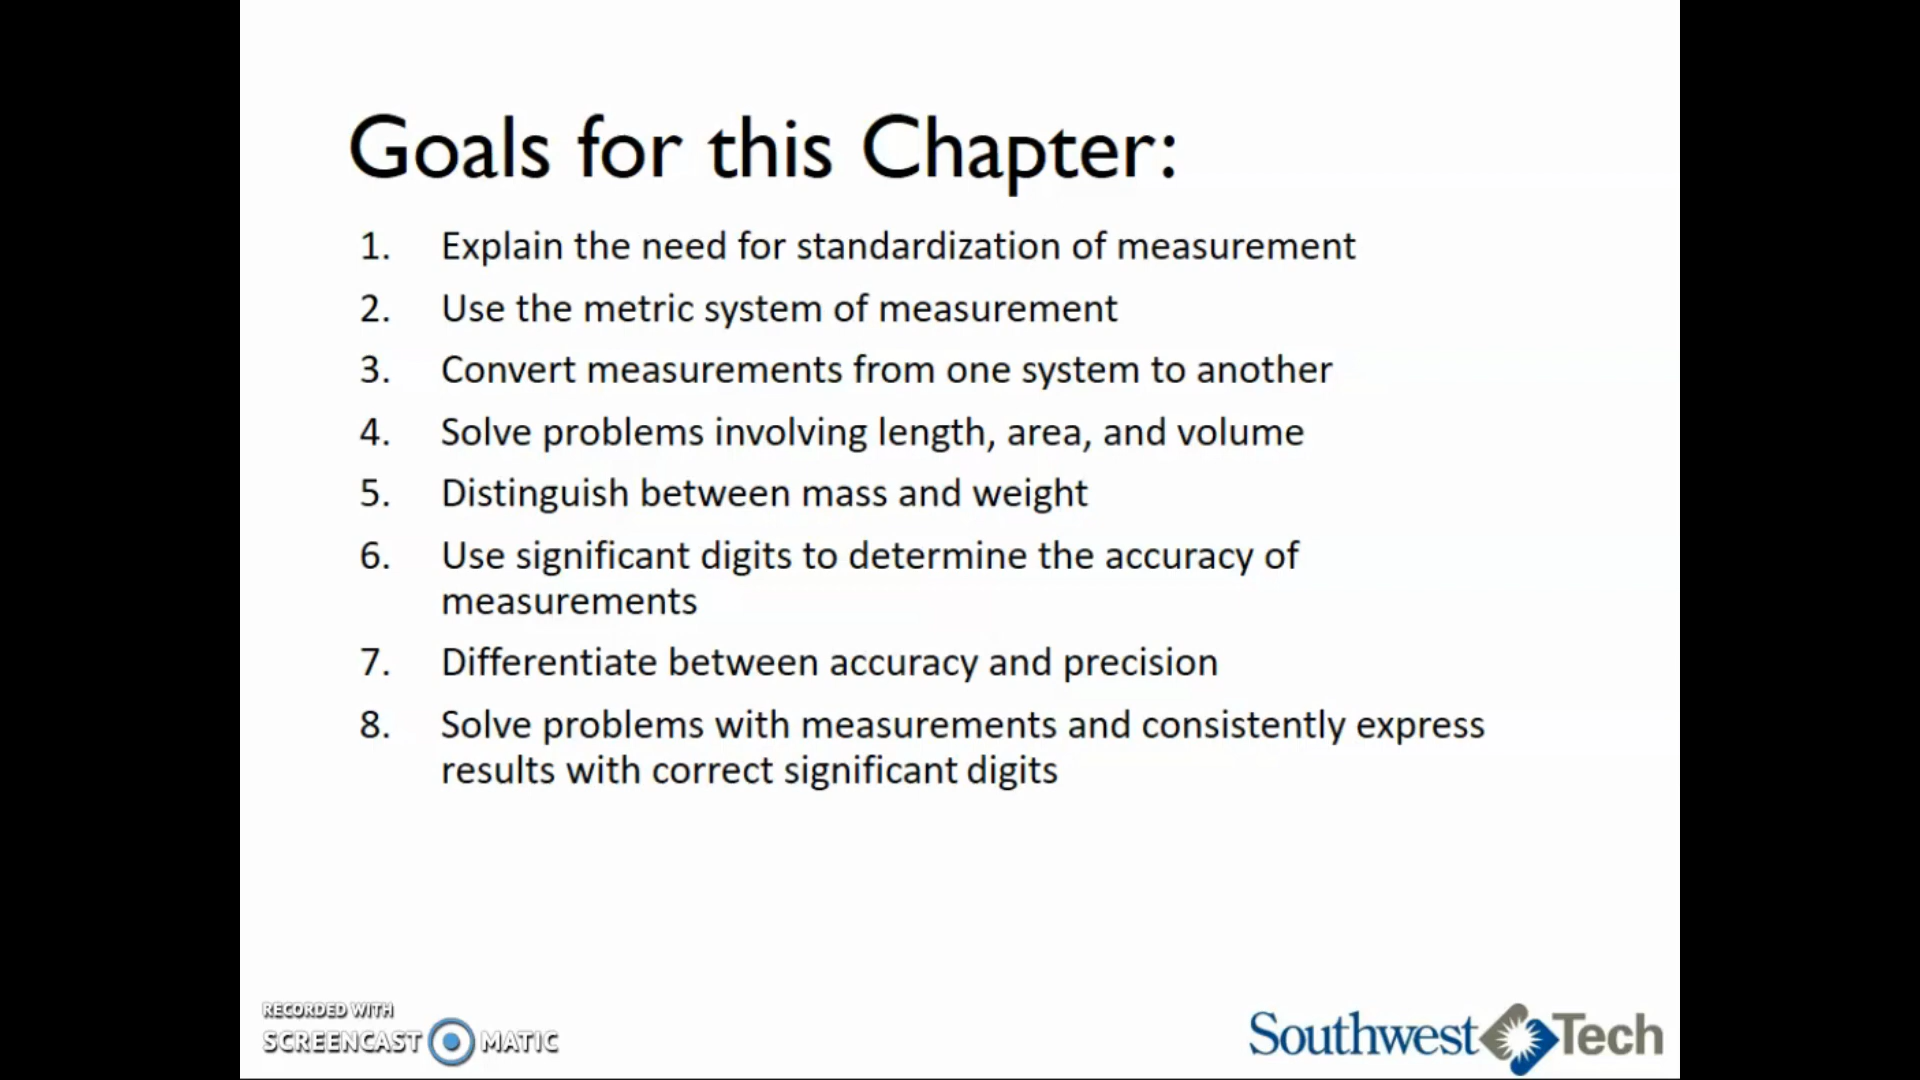 Goals for this Chapter:
1. Explain the need for standardization of measurement
2. Use the metric system of measurement
3. Convert measurements from one system to another
4. Solve problems involving length, area, and volume
5. Distinguish between mass and weight
6. Use significant digits to determine the accuracy of
measurements
7. Differentiate between accuracy and precision
8. Solve problems with measurements and consistently express
results with correct significant digits
RECORDED WITH
SCREENCAST MATIC
Southwest Tech